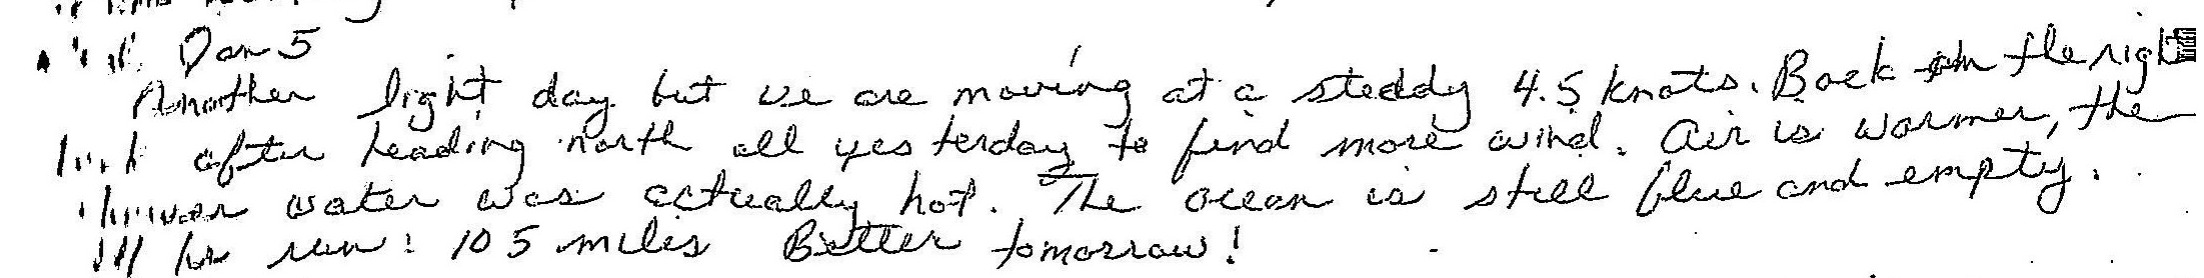 Jan 5
Another light day but we are moving at a steddy 4.5 knots. Back on the right
after heading north all yesterday to find more wind. Air is warmer, the
shower water was actually hot. The ocean is still blue and empty.
hr run: 105 miles Better tomorrow!